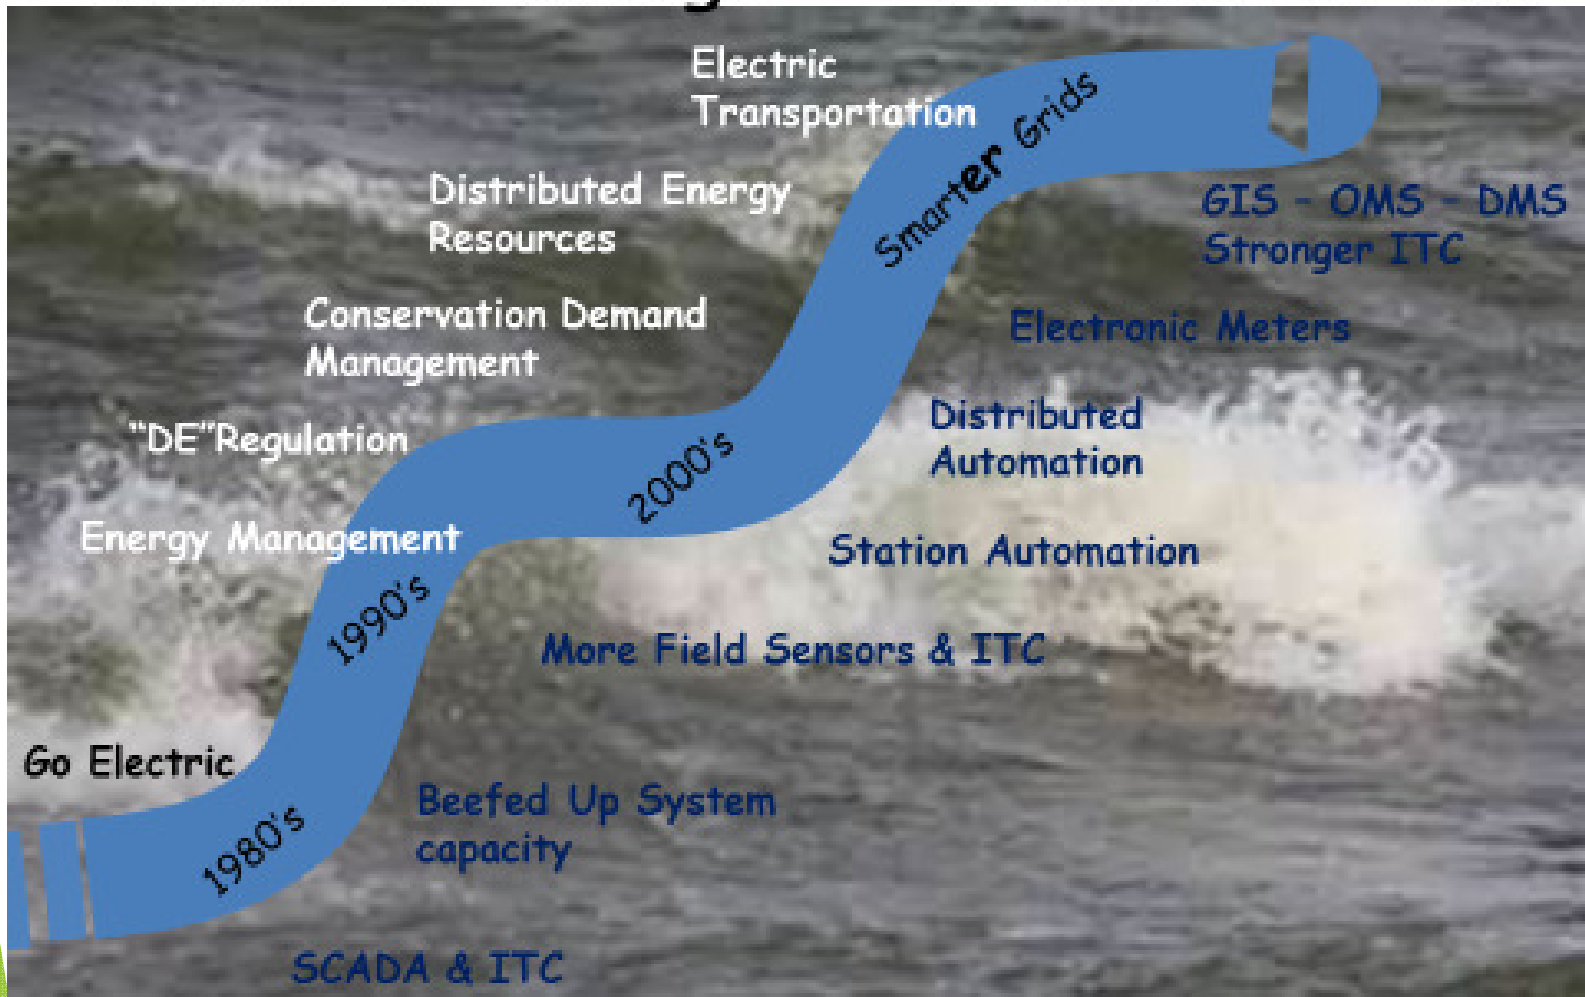 Electric
Transportation
Smarter Grids
Distributed Energy
Resources
GIS - OMS - DMS
Stronger ITC
Conservation Demand
Management
Electronic Meters
"DE"Regulation
Distributed
Automation
2000's
Energy Management
Station Automation
1990's
More Field Sensors & ITC
Go Electric
Beefed Up System
capacity
1980's
SCADA & ITC